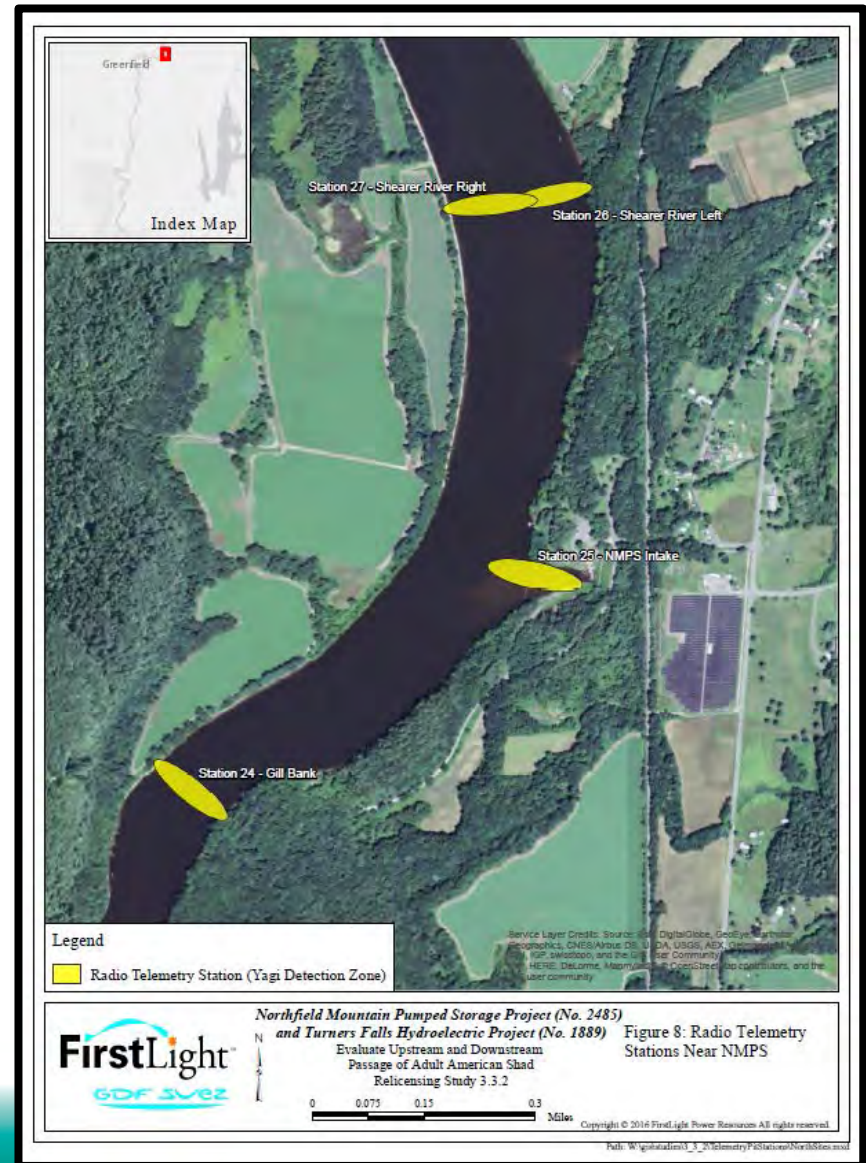 Greenfield
Index Map
Station 27 - Shearer River Right
Station 26 - Shearer River Left
Station 25 - NMPS Intake
Station 24 - Gill Bank
Service Layer Credits: Source: DigitalGlobe, GeoEye, Earthstar
Geographics, CNES/Airbus DS, USDA, USGS, AEX,
IGP, swisstopo, and the GIS User Community
HERE, DeLorme, OpenStreetMap contributors, and the
user community
Legend
Radio Telemetry Station (Yagi Detection Zone)
FirstLight
GDF SUEZ
N
Northfield Mountain Pumped Storage Project (No. 2485)
and Turners Falls Hydroelectric Project (No. 1889)
Evaluate Upstream and Downstream
Passage of Adult American Shad
Relicensing Study 3.3.2
0 0.075 0.15 0.3
Miles
Figure 8: Radio Telemetry
Stations Near NMPS
Copyright © 2016 FirstLight Power Resources All rights reserved.